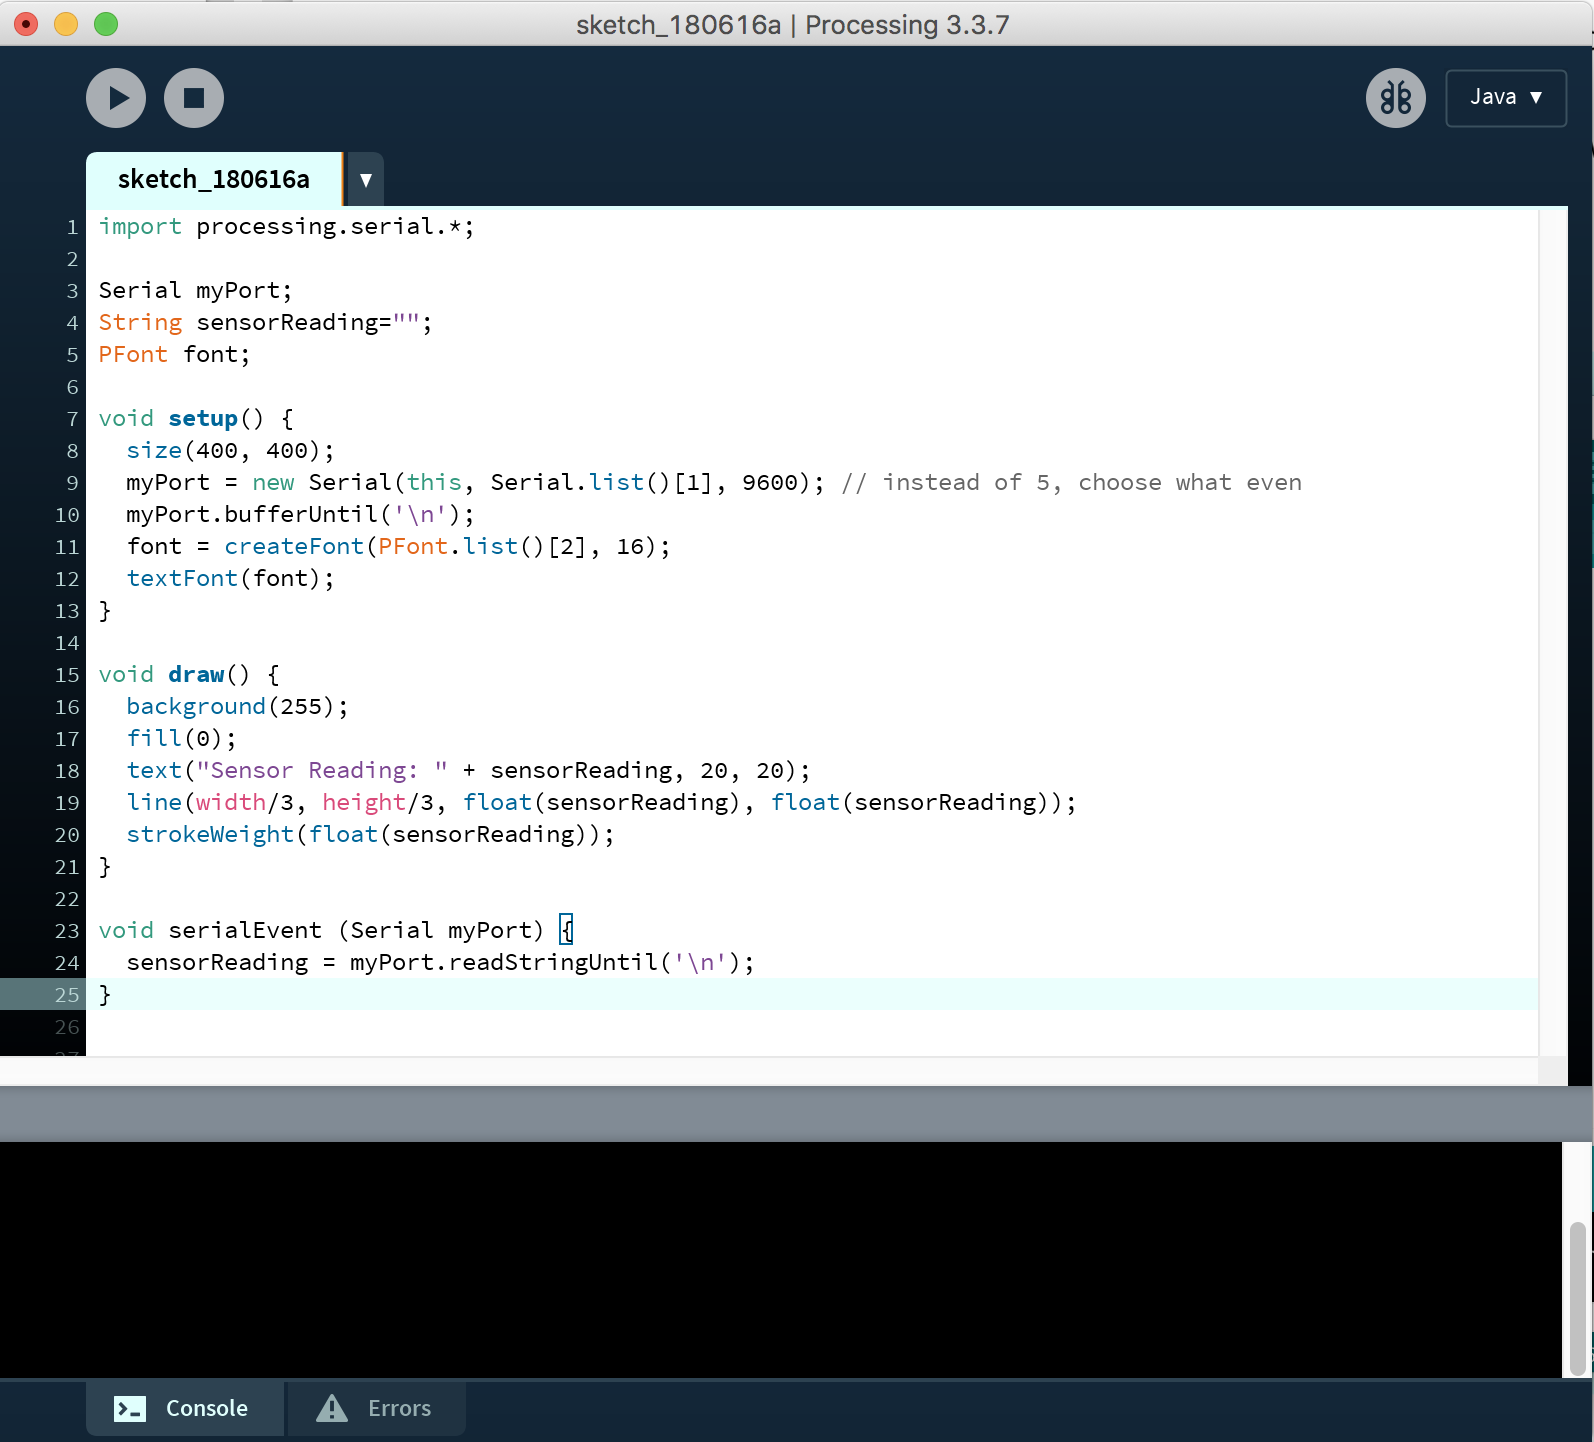 sketch_180616a | Processing 3.3.7
Java ▼
sketch_180616a ▼
1 import processing.serial.*;
2
3 Serial myPort;
4 String sensorReading="";
5 PFont font;
6
7 void setup() {
8   size(400, 400);
9   myPort = new Serial(this, Serial.list()[1], 9600); // instead of 5, choose what even
10   myPort.bufferUntil('\n');
11   font = createFont(PFont.list()[2], 16);
12   textFont(font);
13 }
14
15 void draw() {
16   background(255);
17   fill(0);
18   text("Sensor Reading: " + sensorReading, 20, 20);
19   line(width/3, height/3, float(sensorReading), float(sensorReading));
20   strokeWeight(float(sensorReading));
21 }
22
23 void serialEvent (Serial myPort) {
24   sensorReading = myPort.readStringUntil('\n');
25 }
26
27
Console
Errors